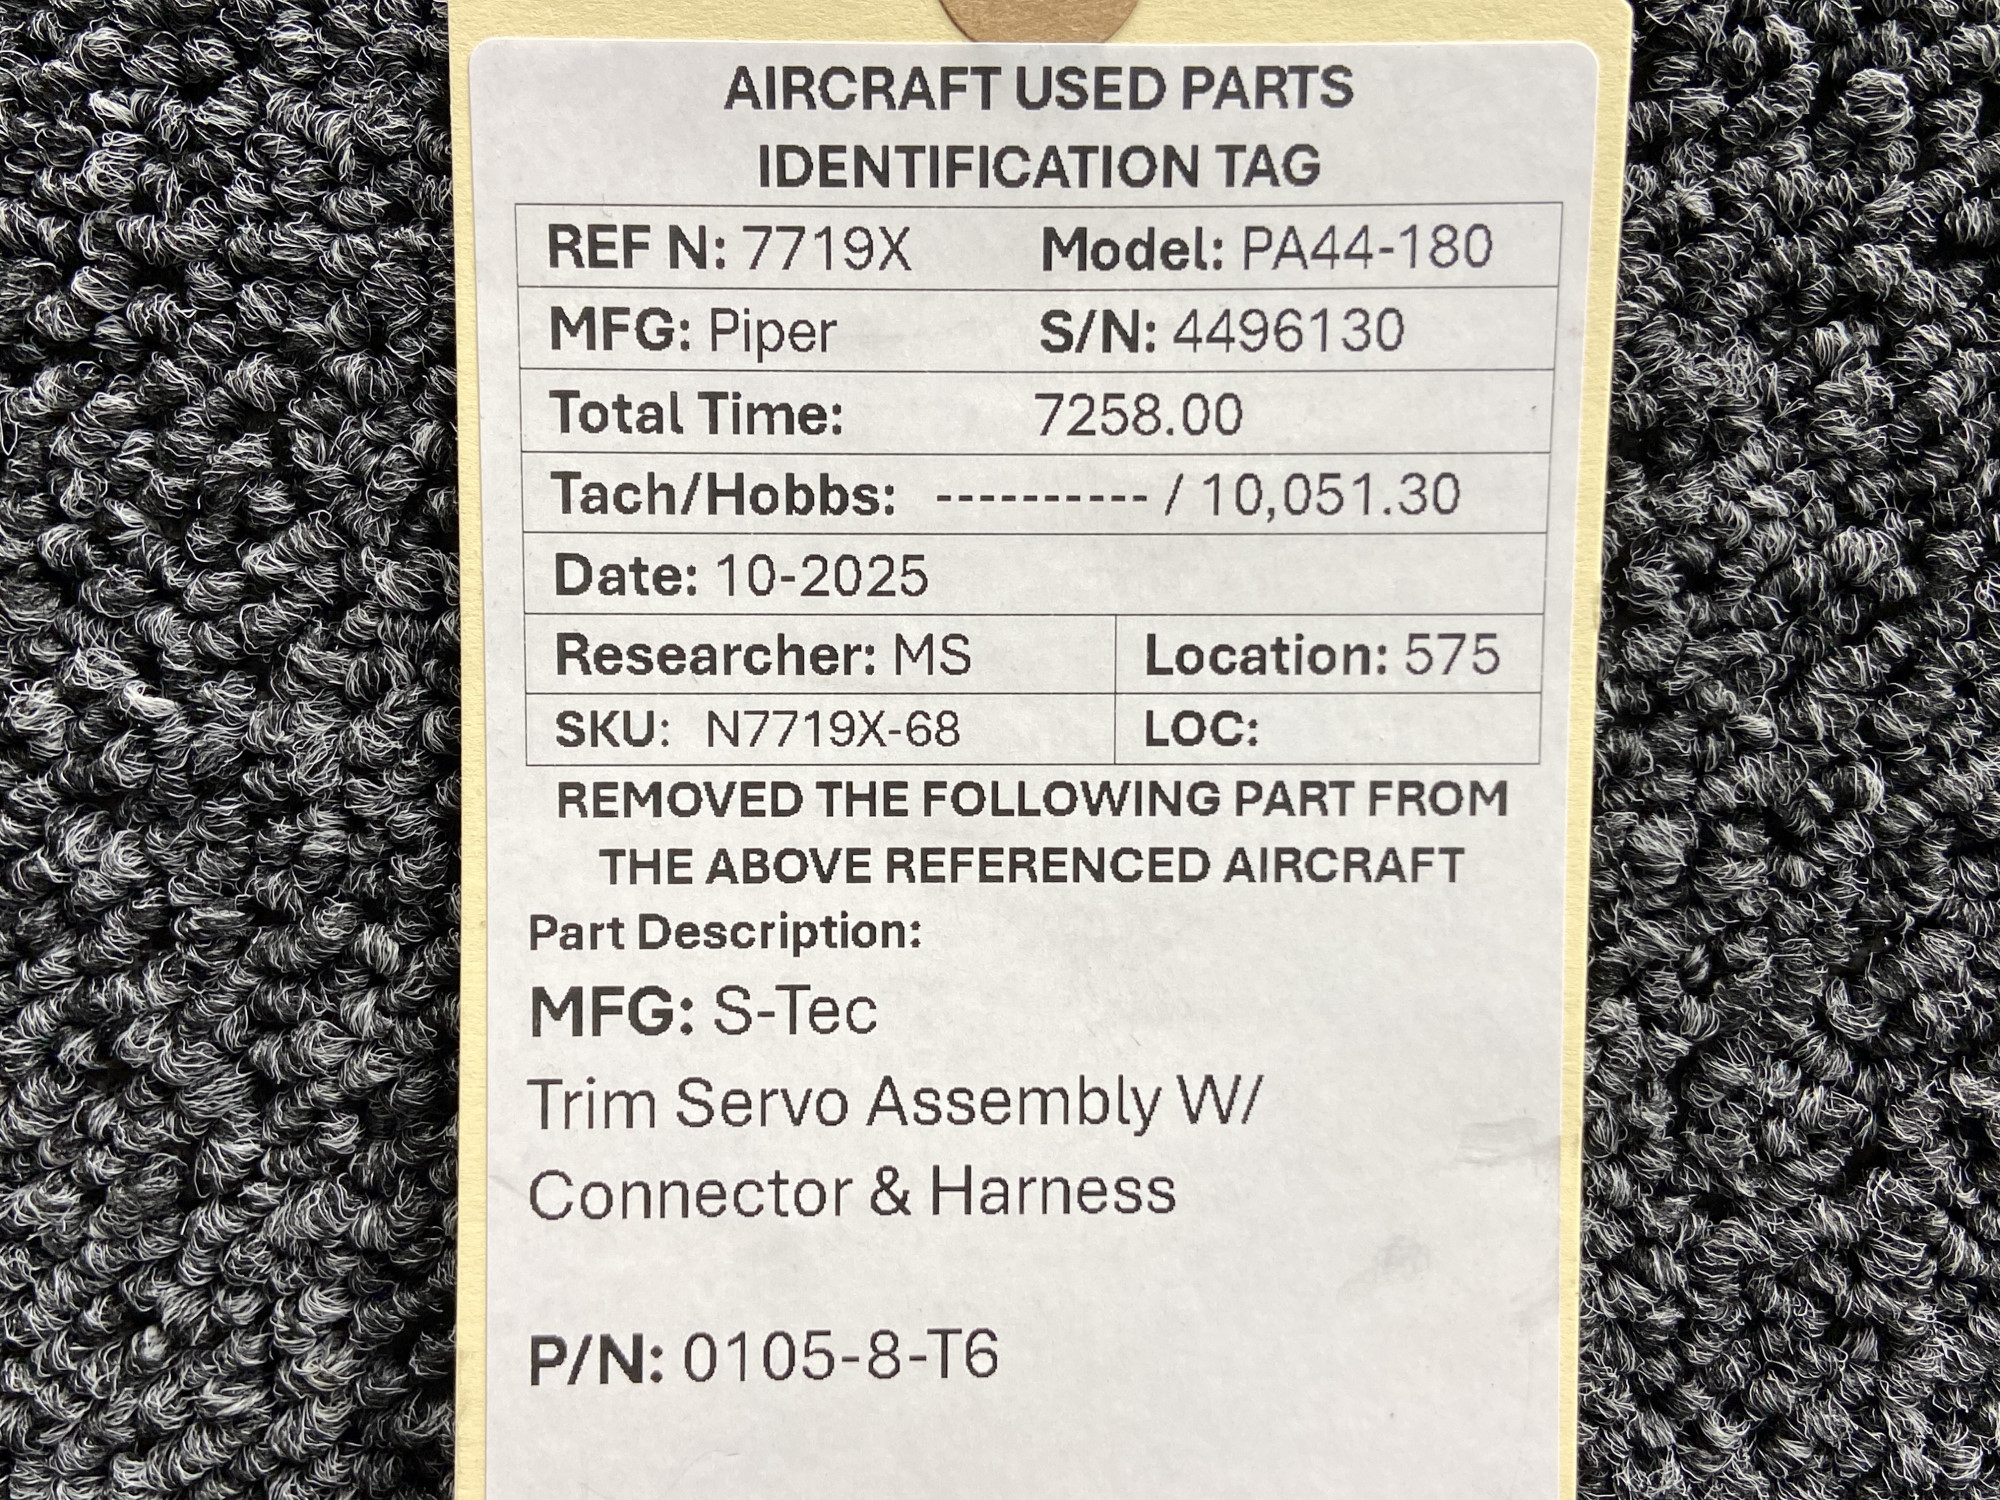 AIRCRAFT USED PARTS
IDENTIFICATION TAG
REF N: 7719X Model: PA44-180
MFG: Piper S/N: 4496130
Total Time: 7258.00
Tach/Hobbs: ---------- / 10,051.30
Date: 10-2025
Researcher: MS Location: 575
SKU: N7719X-68 LOC:
REMOVED THE FOLLOWING PART FROM
THE ABOVE REFERENCED AIRCRAFT
Part Description:
MFG: S-Tec
Trim Servo Assembly W/
Connector & Harness
P/N: 0105-8-T6